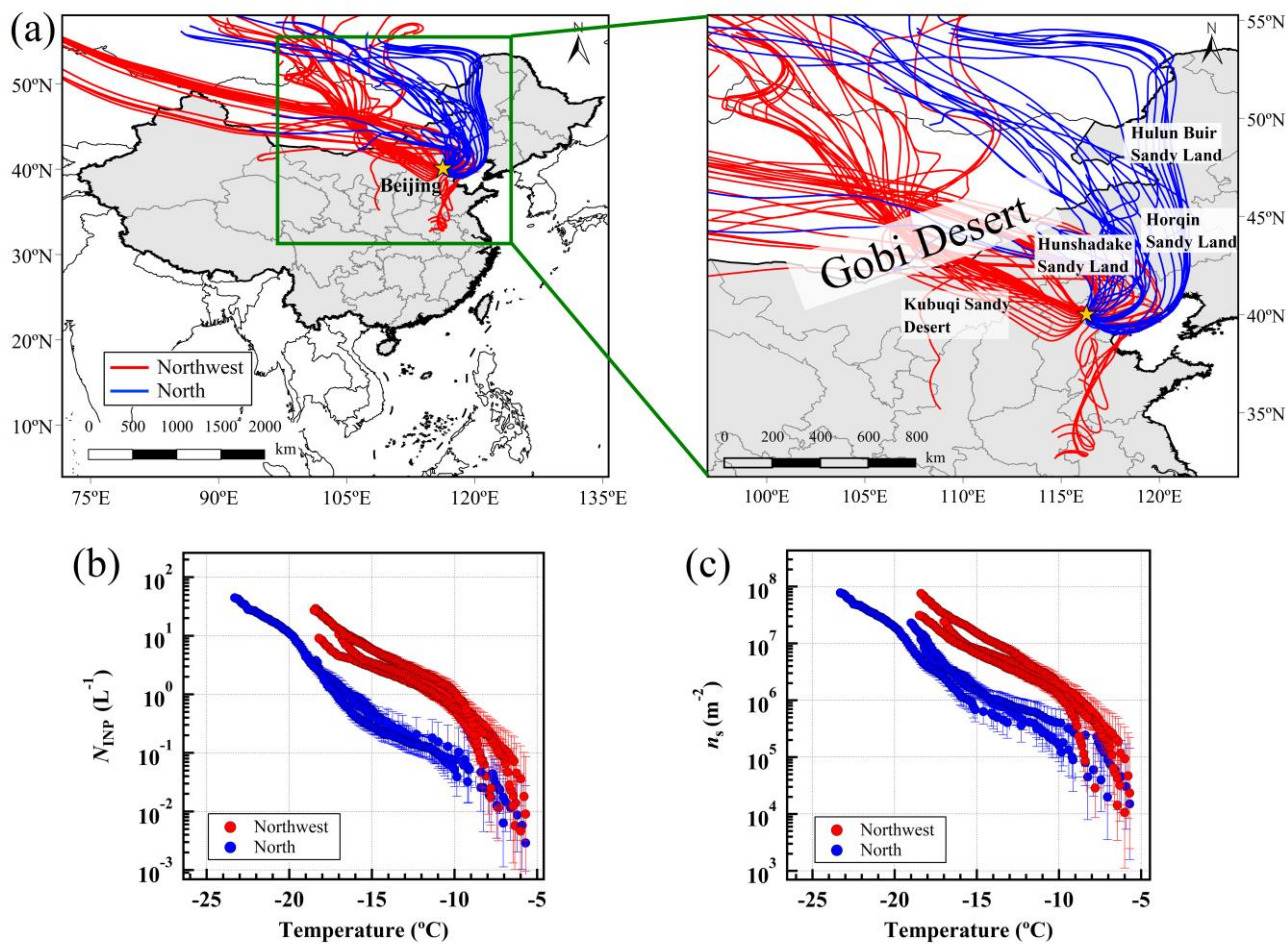 (a)
50ºN
40ºN
30ºN
20ºN
10ºN
Beijing
Northwest
North
0 500 1000 1500 2000
km
75ºE 90ºE 105ºE 120ºE 135ºE
N
55ºN
50ºN
45ºN
40ºN
35ºN
Hulun Buir
Sandy Land
Horqin
Sandy Land
Hunshadake
Sandy Land
Gobi Desert
Kubuqi Sandy
Desert
0 200 400 600 800
km
100ºE 105ºE 110ºE 115ºE 120ºE
N
(b)
N_INP (L⁻¹)
10²
10¹
10⁰
10⁻¹
10⁻²
10⁻³
Northwest
North
-25 -20 -15 -10 -5
Temperature (ºC)
(c)
n_s (m⁻²)
10⁸
10⁷
10⁶
10⁵
10⁴
10³
Northwest
North
-25 -20 -15 -10 -5
Temperature (ºC)